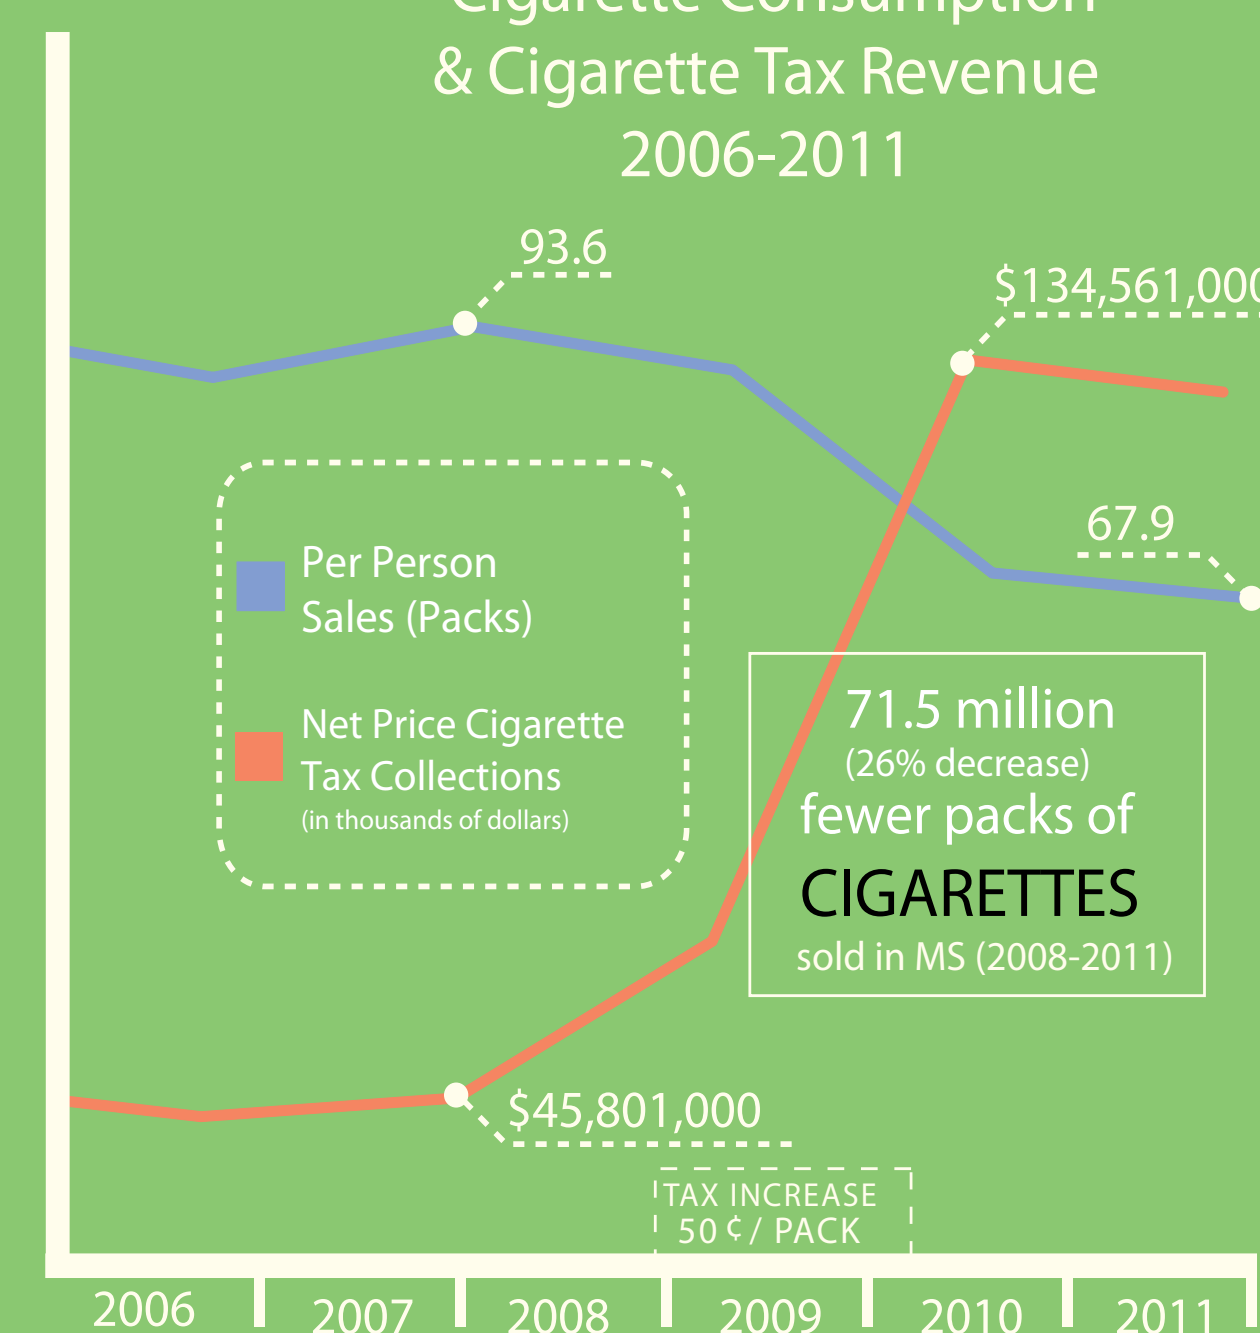 Cigarette Consumption
& Cigarette Tax Revenue
2006-2011
93.6
$134,561,000
67.9
Per Person
Sales (Packs)
Net Price Cigarette
Tax Collections
(in thousands of dollars)
71.5 million
(26% decrease)
fewer packs of
CIGARETTES
sold in MS (2008-2011)
$45,801,000
TAX INCREASE
50 ¢ / PACK
2006 2007 2008 2009 2010 2011